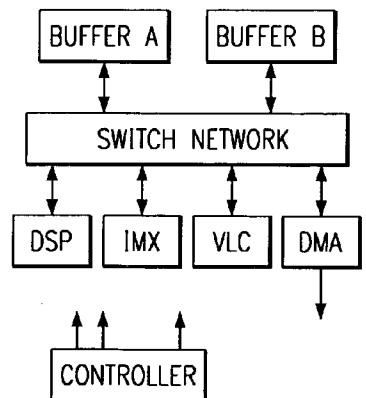 BUFFER A
BUFFER B
SWITCH NETWORK
DSP
IMX
VLC
DMA
CONTROLLER